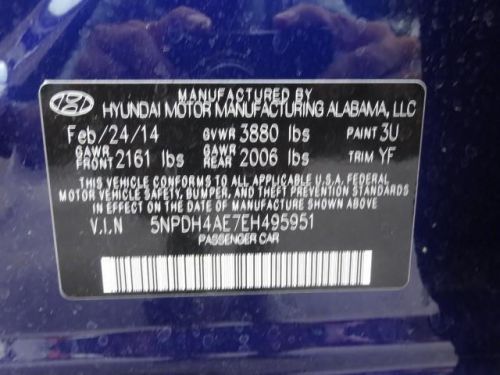 MANUFACTURED BY
HYUNDAI MOTOR MANUFACTURING ALABAMA, LLC
Feb/24/14 GVWR 3880 lbs PAINT 3U
GAWR FRONT 2161 lbs GAWR REAR 2006 lbs TRIM YF
THIS VEHICLE CONFORMS TO ALL APPLICABLE U.S.A. FEDERAL
MOTOR VEHICLE SAFETY, BUMPER, AND THEFT PREVENTION STANDARDS
IN EFFECT ON THE DATE OF MANUFACTURE SHOWN ABOVE
V.I.N 5NPDH4AE7EH495951
PASSENGER CAR